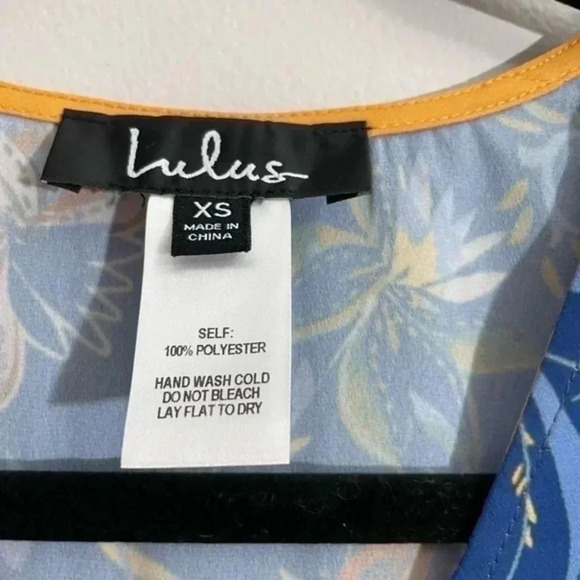 Lulus
XS
MADE IN
CHINA
SELF:
100% POLYESTER
HAND WASH COLD
DO NOT BLEACH
LAY FLAT TO DRY